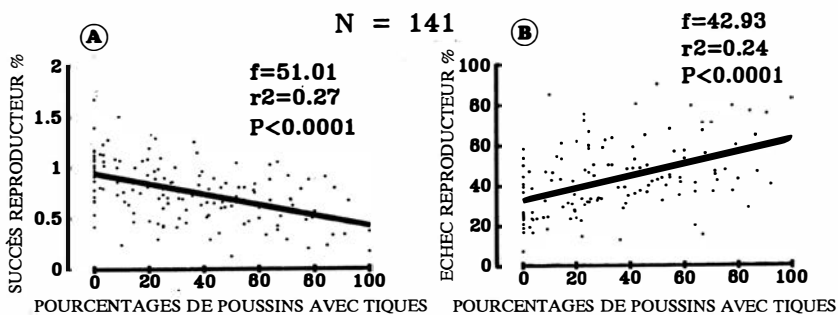 N = 141
A
f=51.01
r2=0.27
P<0.0001
SUCCÈS REPRODUCTEUR %
2
1.5
1
0.5
0
0 20 40 60 80 100
POURCENTAGES DE POUSSINS AVEC TIQUES
B
f=42.93
r2=0.24
P<0.0001
ECHEC REPRODUCTEUR %
100
80
60
40
20
0
0 20 40 60 80 100
POURCENTAGES DE POUSSINS AVEC TIQUES